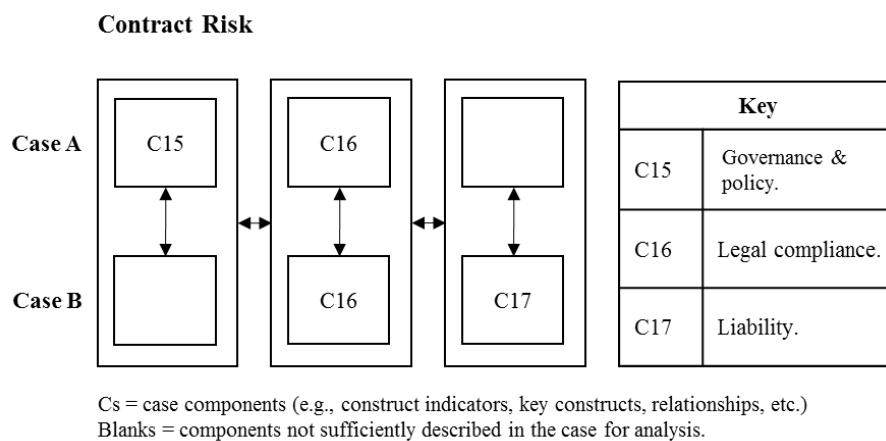 Contract Risk
Case A
C15
C16
Case B
C16
C17
Key
C15
Governance &
policy.
C16
Legal compliance.
C17
Liability.
Cs = case components (e.g., construct indicators, key constructs, relationships, etc.)
Blanks = components not sufficiently described in the case for analysis.